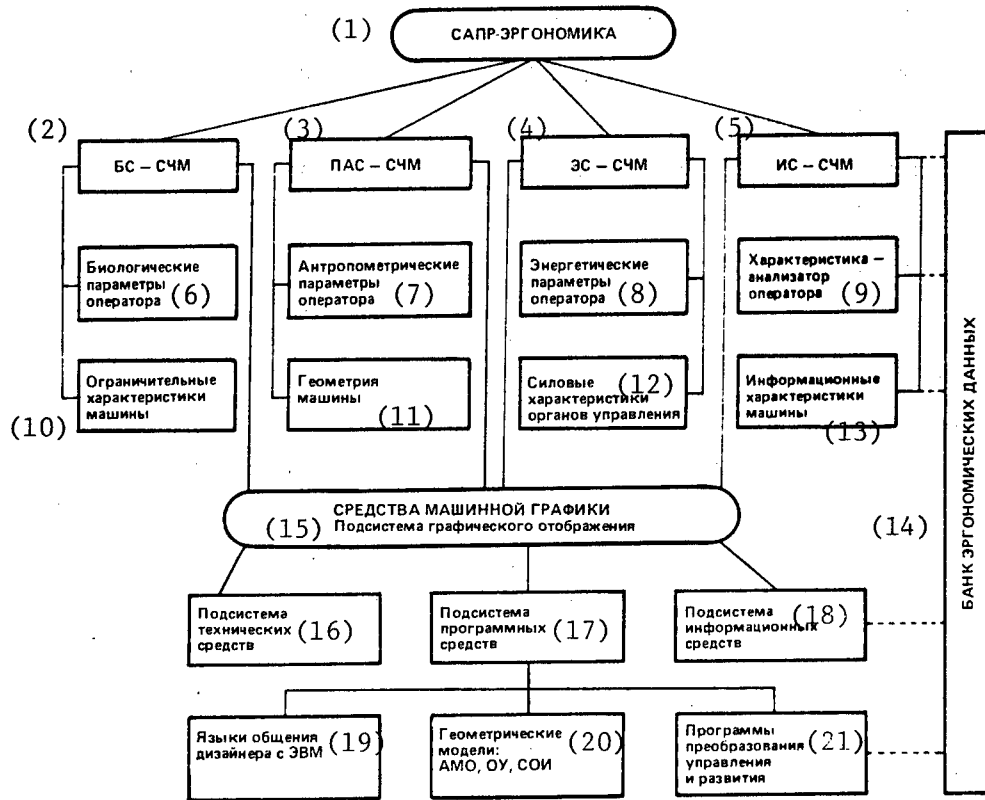 (1) САПР-ЭРГОНОМИКА
(2) (3) (4) (5)
БС – СЧМ
ПАС – СЧМ
ЭС – СЧМ
ИС – СЧМ
Биологические
параметры
оператора (6)
Антропометрические
параметры
оператора (7)
Энергетические
параметры
оператора (8)
Характеристика –
анализатор
оператора (9)
Ограничительные
характеристики
машины
(10)
Геометрия
машины
(11)
Силовые (12)
характеристики
органов управления
Информационные
характеристики
машины
(13)
БАНК ЭРГОНОМИЧЕСКИХ ДАННЫХ
(14)
СРЕДСТВА МАШИННОЙ ГРАФИКИ
(15) Подсистема графического отображения
Подсистема
технических (16)
средств
Подсистема
программных (17)
средств
Подсистема (18)
информационных
средств
Языки общения
дизайнера с ЭВМ (19)
Геометрические
модели: (20)
АМО, ОУ, СОИ
Программы
преобразования (21)
управления
и развития